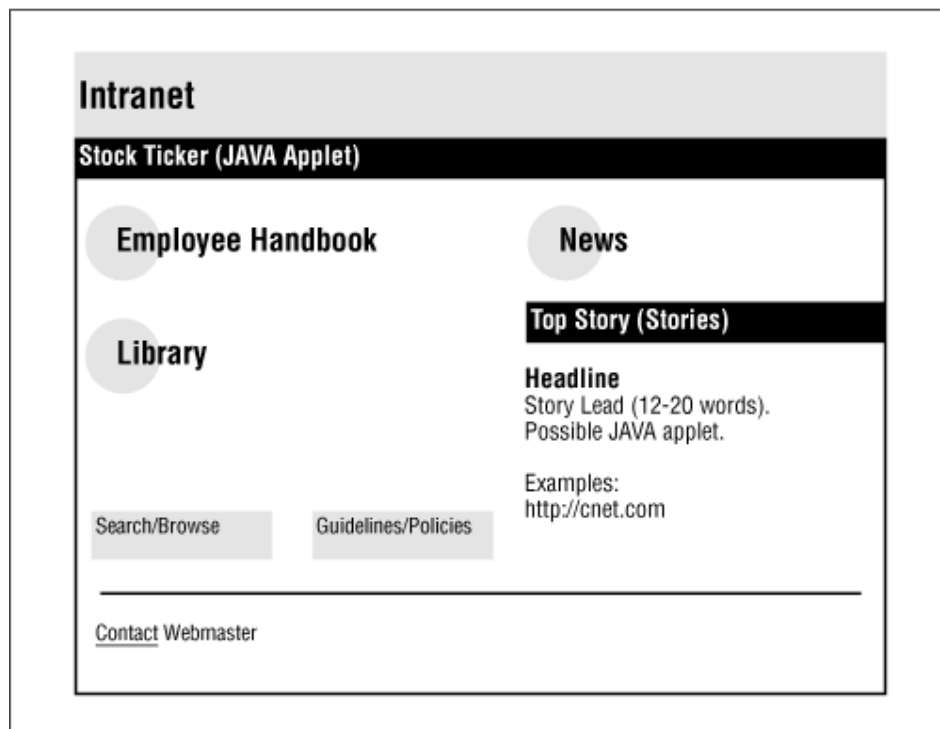 Intranet
Stock Ticker (JAVA Applet)
Employee Handbook
Library
News
Top Story (Stories)
Headline
Story Lead (12-20 words).
Possible JAVA applet.
Examples:
http://cnet.com
Search/Browse
Guidelines/Policies
Contact Webmaster